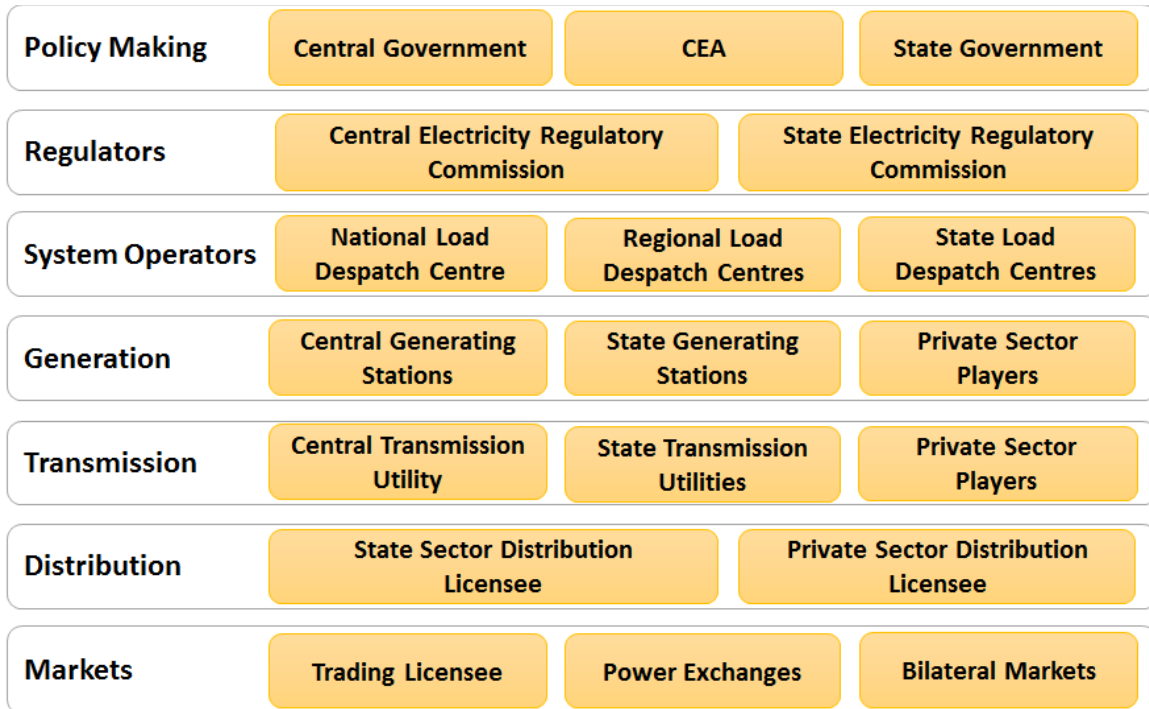 Policy Making
Central Government
CEA
State Government
Regulators
Central Electricity Regulatory
Commission
State Electricity Regulatory
Commission
System Operators
National Load
Despatch Centre
Regional Load
Despatch Centres
State Load
Despatch Centres
Generation
Central Generating
Stations
State Generating
Stations
Private Sector
Players
Transmission
Central Transmission
Utility
State Transmission
Utilities
Private Sector
Players
Distribution
State Sector Distribution
Licensee
Private Sector Distribution
Licensee
Markets
Trading Licensee
Power Exchanges
Bilateral Markets